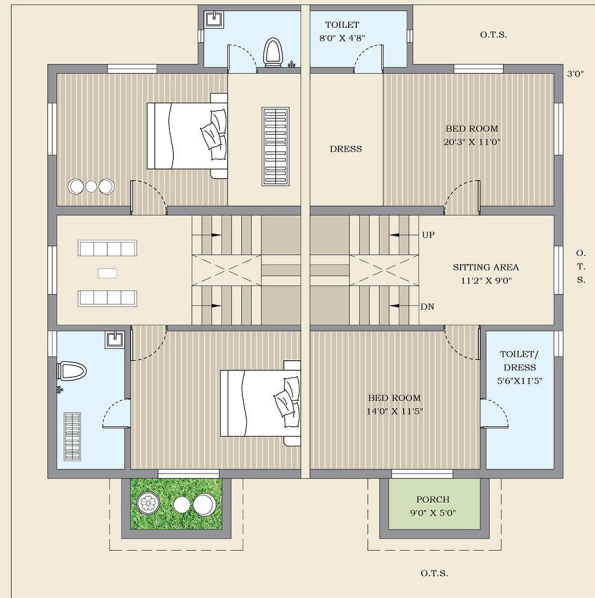 TOILET
8'0" X 4'8"
O.T.S.
3'0"
BED ROOM
20'3" X 11'0"
DRESS
UP
SITTING AREA
11'2" X 9'0"
O.
T.
S.
DN
TOILET/
DRESS
5'6"X11'5"
BED ROOM
14'0" X 11'5"
PORCH
9'0" X 5'0"
O.T.S.